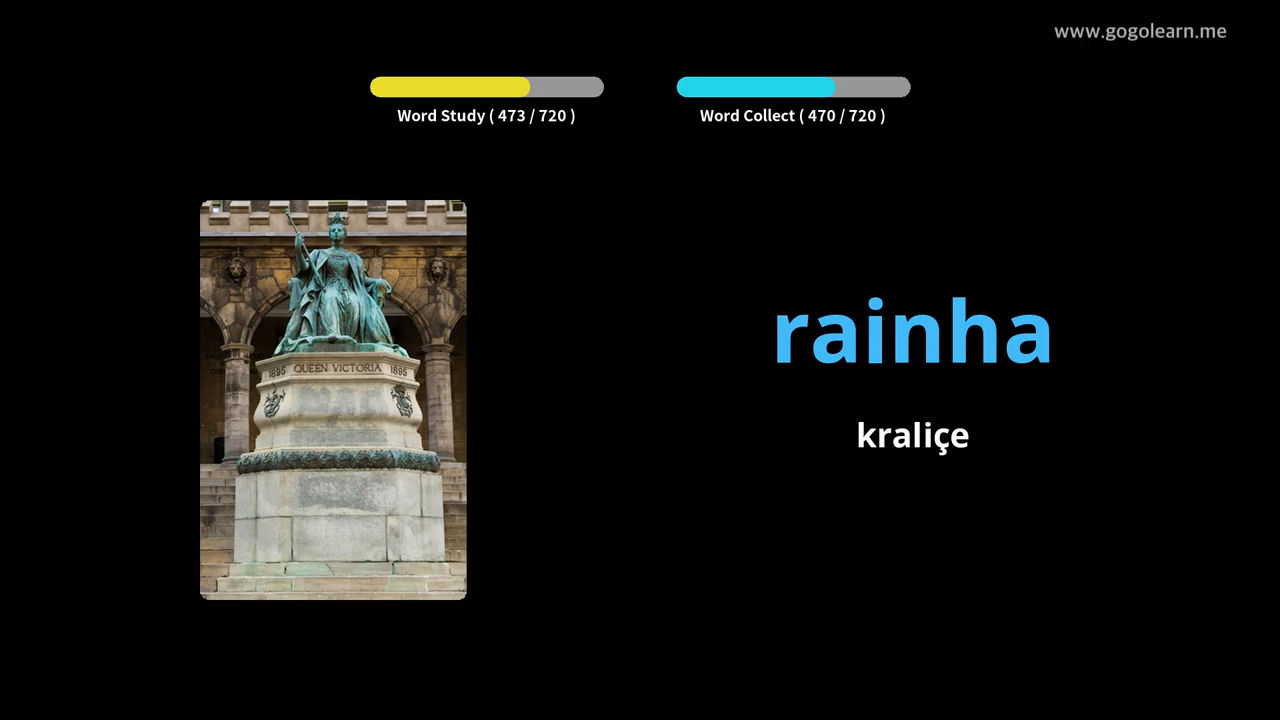 www.gogolearn.me
Word Study ( 473 / 720 )
Word Collect ( 470 / 720 )
1895 QUEEN VICTORIA 1895
rainha
kraliçe